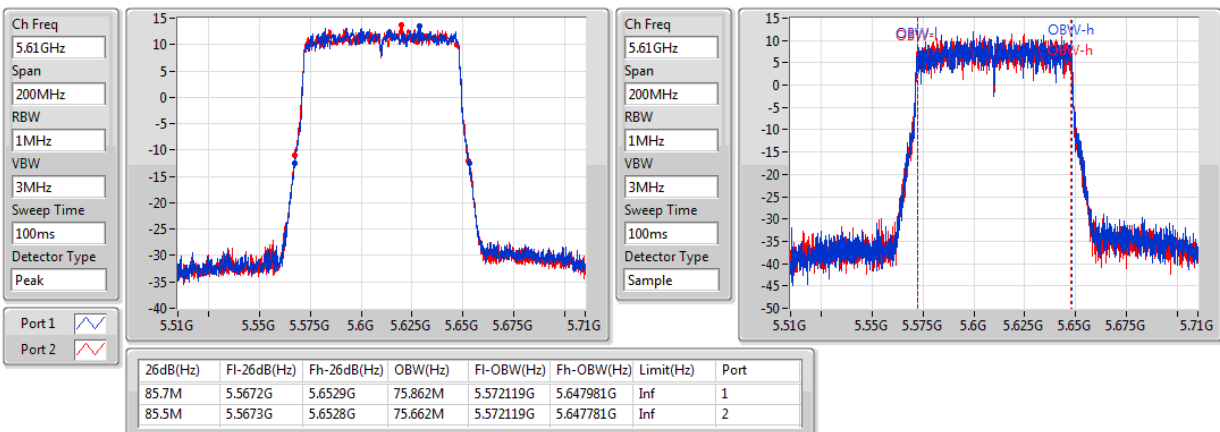 Ch Freq
5.61GHz
Span
200MHz
RBW
1MHz
VBW
3MHz
Sweep Time
100ms
Detector Type
Peak
Port 1
Port 2
15-
10-
5-
0-
-5-
-10-
-15-
-20-
-25-
-30-
-35-
-40-
5.51G 5.55G 5.575G 5.6G 5.625G 5.65G 5.675G 5.71G
Ch Freq
5.61GHz
Span
200MHz
RBW
1MHz
VBW
3MHz
Sweep Time
100ms
Detector Type
Sample
15-
10-
5-
0-
-5-
-10-
-15-
-20-
-25-
-30-
-35-
-40-
-45-
-50-
OBW-
OBW-h
OBW-h
5.51G 5.55G 5.575G 5.6G 5.625G 5.65G 5.675G 5.71G
26dB(Hz) Fl-26dB(Hz) Fh-26dB(Hz) OBW(Hz) Fl-OBW(Hz) Fh-OBW(Hz) Limit(Hz) Port
85.7M 5.5672G 5.6529G 75.862M 5.572119G 5.647981G Inf 1
85.5M 5.5673G 5.6528G 75.662M 5.572119G 5.647781G Inf 2